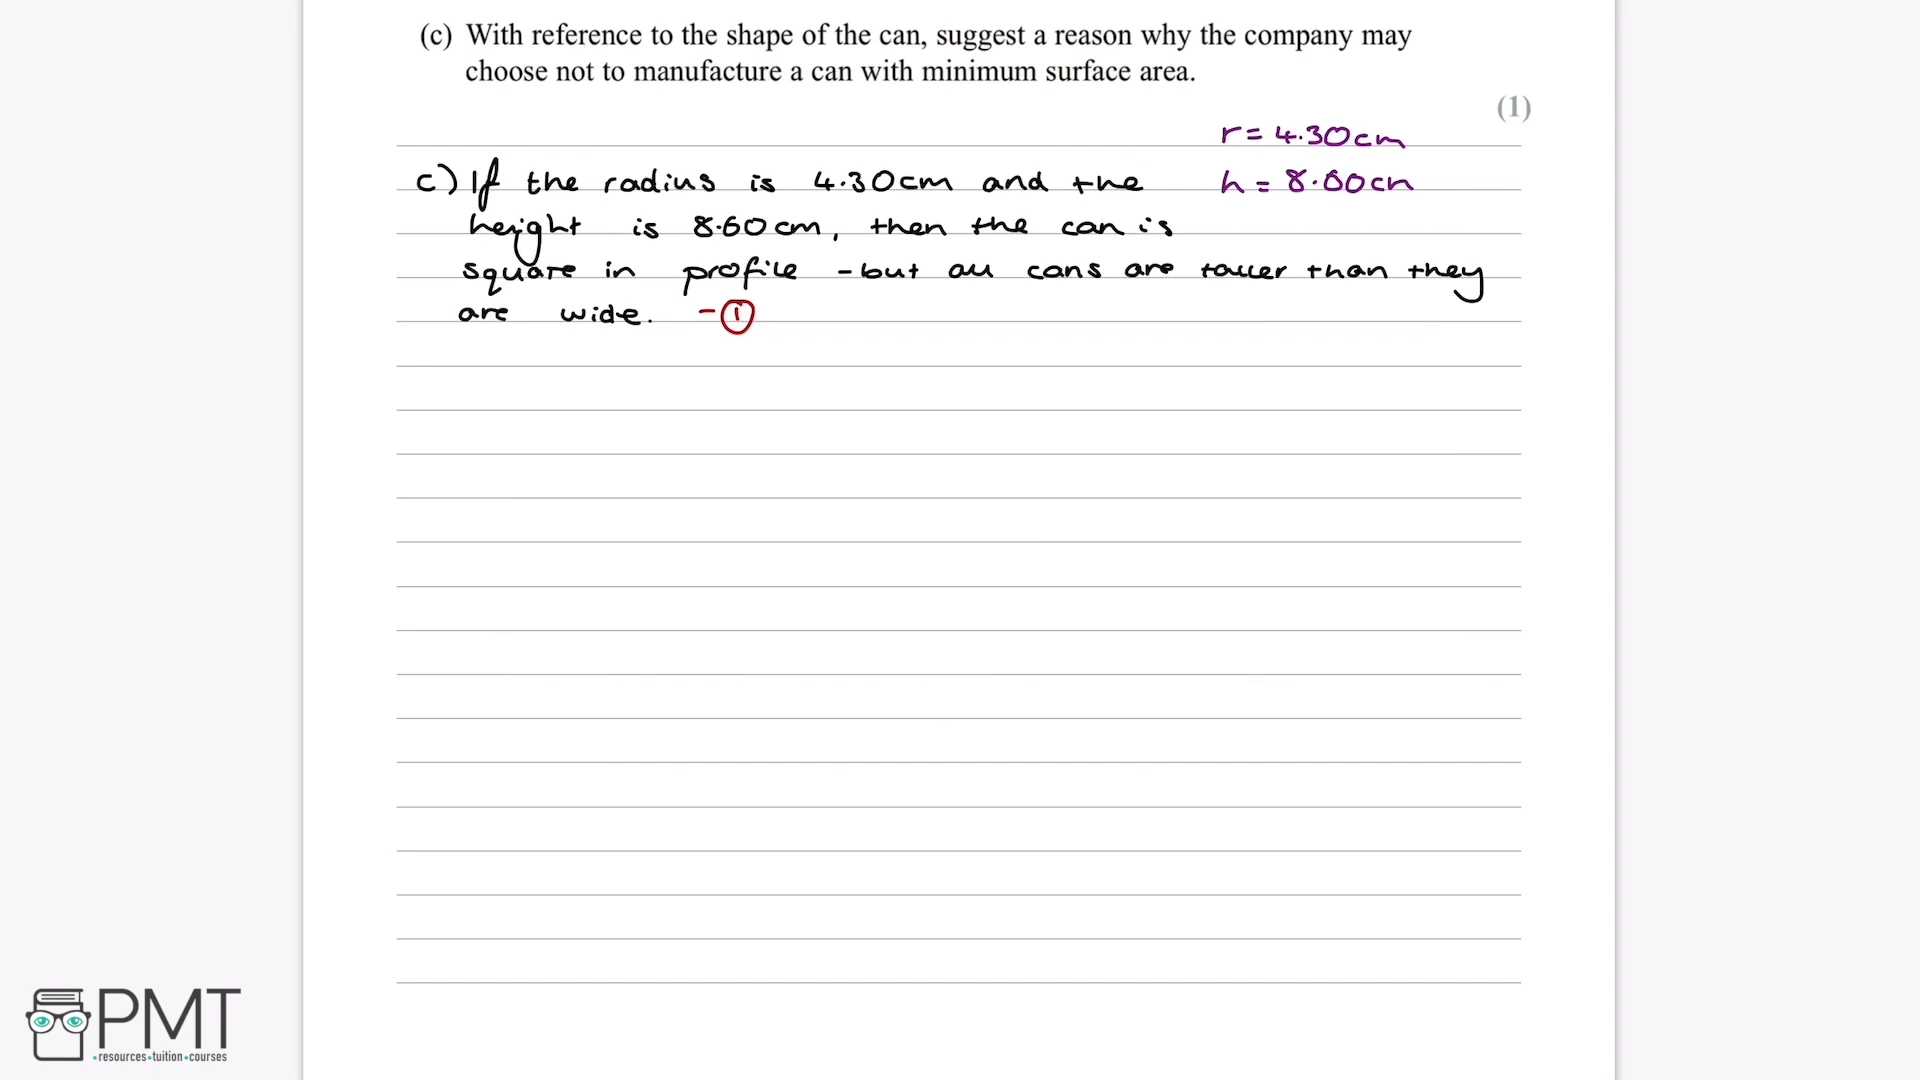 (c) With reference to the shape of the can, suggest a reason why the company may
choose not to manufacture a can with minimum surface area.
(1)
r = 4.30cm
c) If the radius is 4.30cm and the
h = 8.60cm
height is 8.60cm, then the can is
square in profile - but all cans are taller than they
are wide. - ①
PMT
•resources•tuition•courses